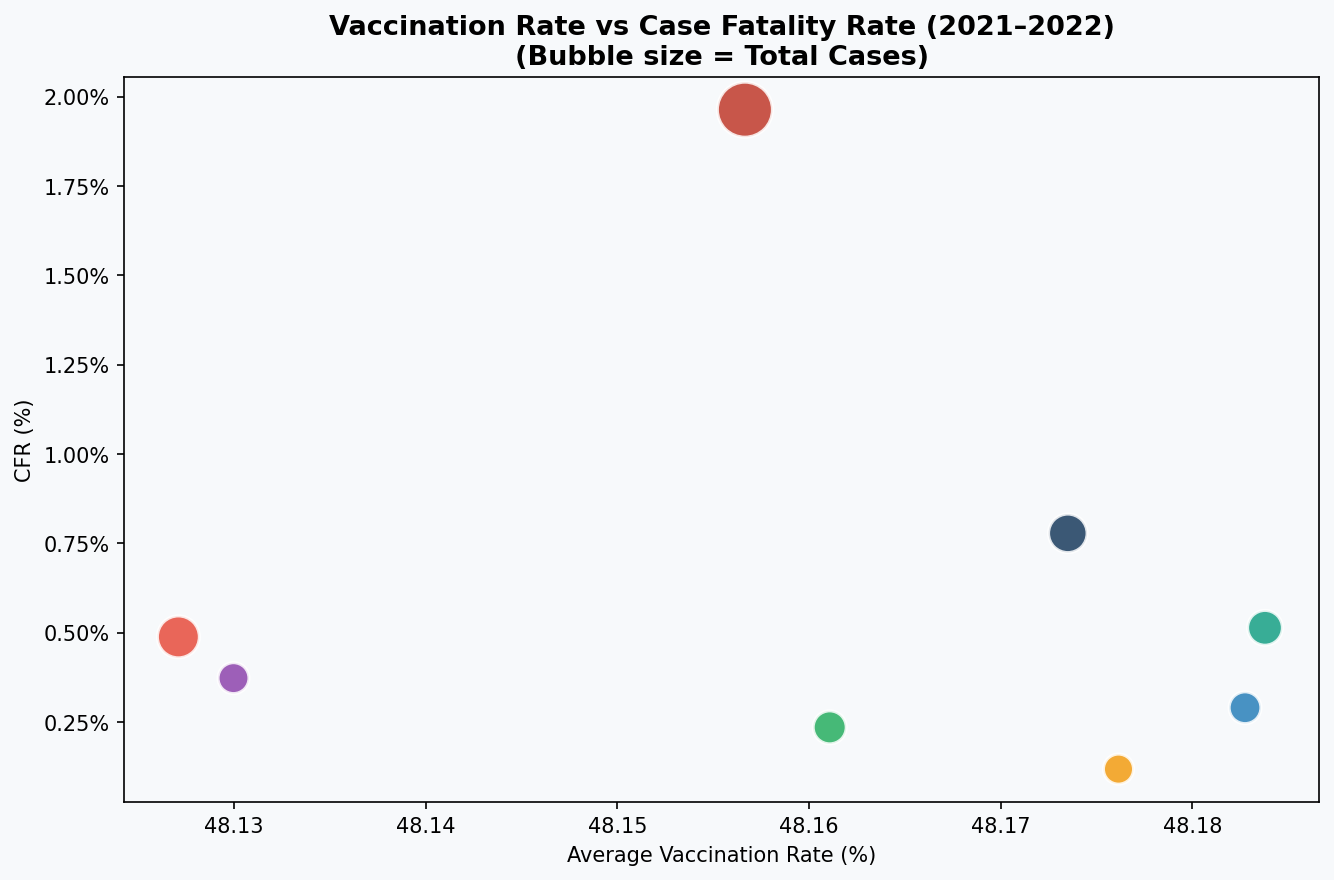 Vaccination Rate vs Case Fatality Rate (2021–2022)
(Bubble size = Total Cases)
2.00%
1.75%
1.50%
1.25%
1.00%
0.75%
0.50%
0.25%
CFR (%)
48.13 48.14 48.15 48.16 48.17 48.18
Average Vaccination Rate (%)